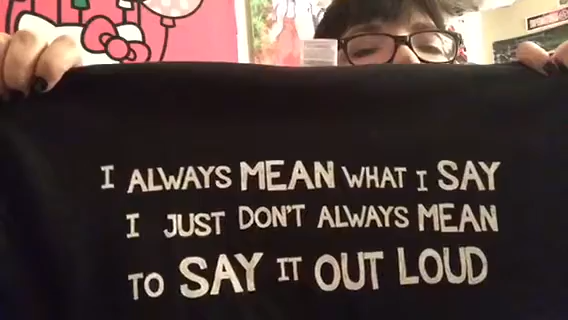 I ALWAYS MEAN WHAT I SAY
I JUST DON'T ALWAYS MEAN
TO SAY IT OUT LOUD